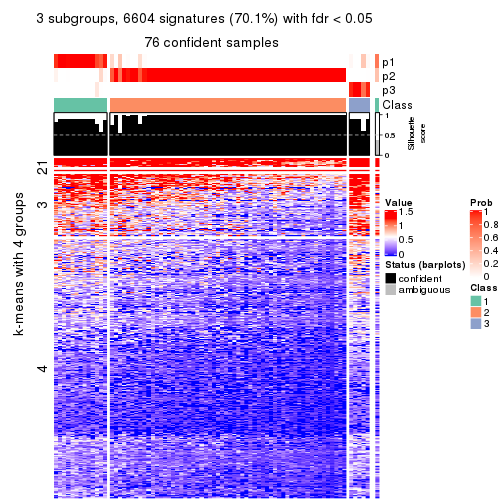 3 subgroups, 6604 signatures (70.1%) with fdr < 0.05
76 confident samples
p1
p2
p3
Class
1
0.5
0
Silhouette
score
k-means with 4 groups
21
3
4
Value
1.5
1
0.5
0
Status (barplots)
confident
ambiguous
Prob
1
0.8
0.6
0.4
0.2
0
Class
1
2
3